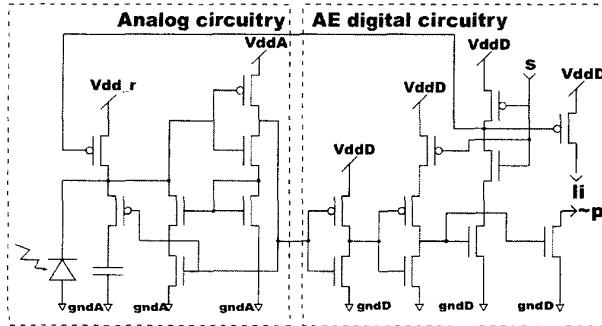 Analog circuitry
AE digital circuitry
VddA
VddD
s
VddD
Vdd_r
VddD
VddD
Ii
~p
gndA
gndA
gndA
gndD
gndD
gndD